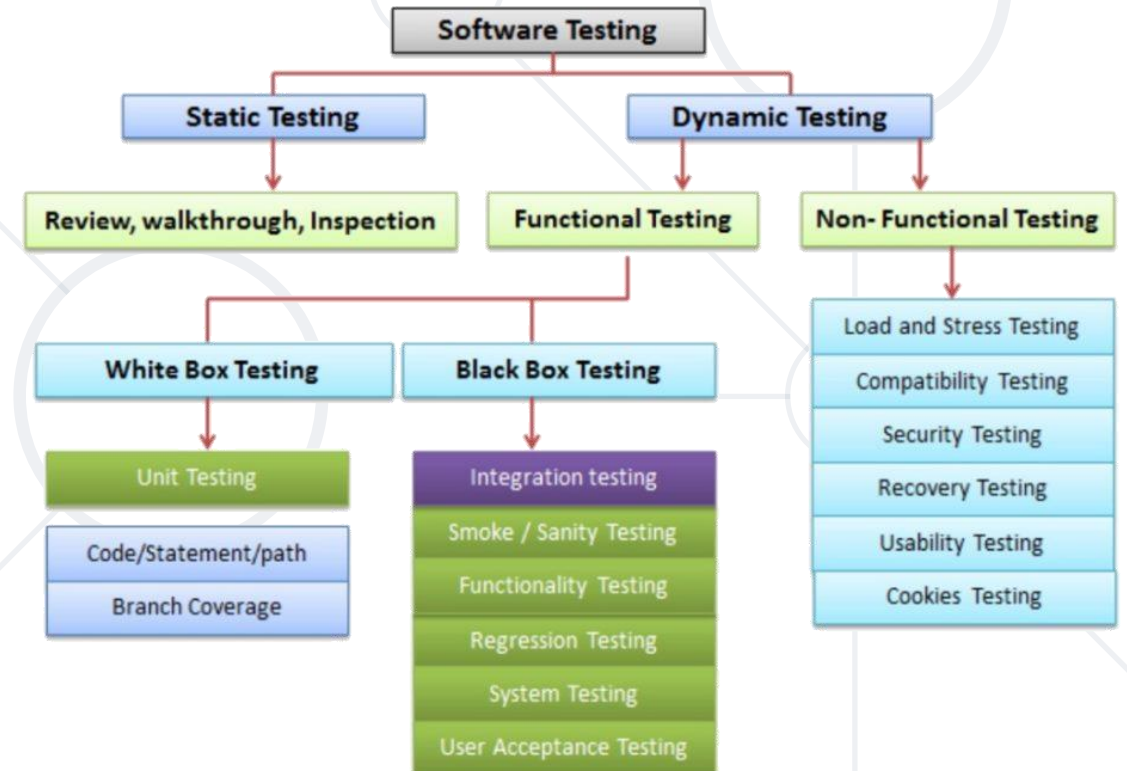 Software Testing
Static Testing
Dynamic Testing
Review, walkthrough, Inspection
Functional Testing
Non- Functional Testing
White Box Testing
Black Box Testing
Unit Testing
Code/Statement/path
Branch Coverage
Integration testing
Smoke / Sanity Testing
Functionality Testing
Regression Testing
System Testing
User Acceptance Testing
Load and Stress Testing
Compatibility Testing
Security Testing
Recovery Testing
Usability Testing
Cookies Testing